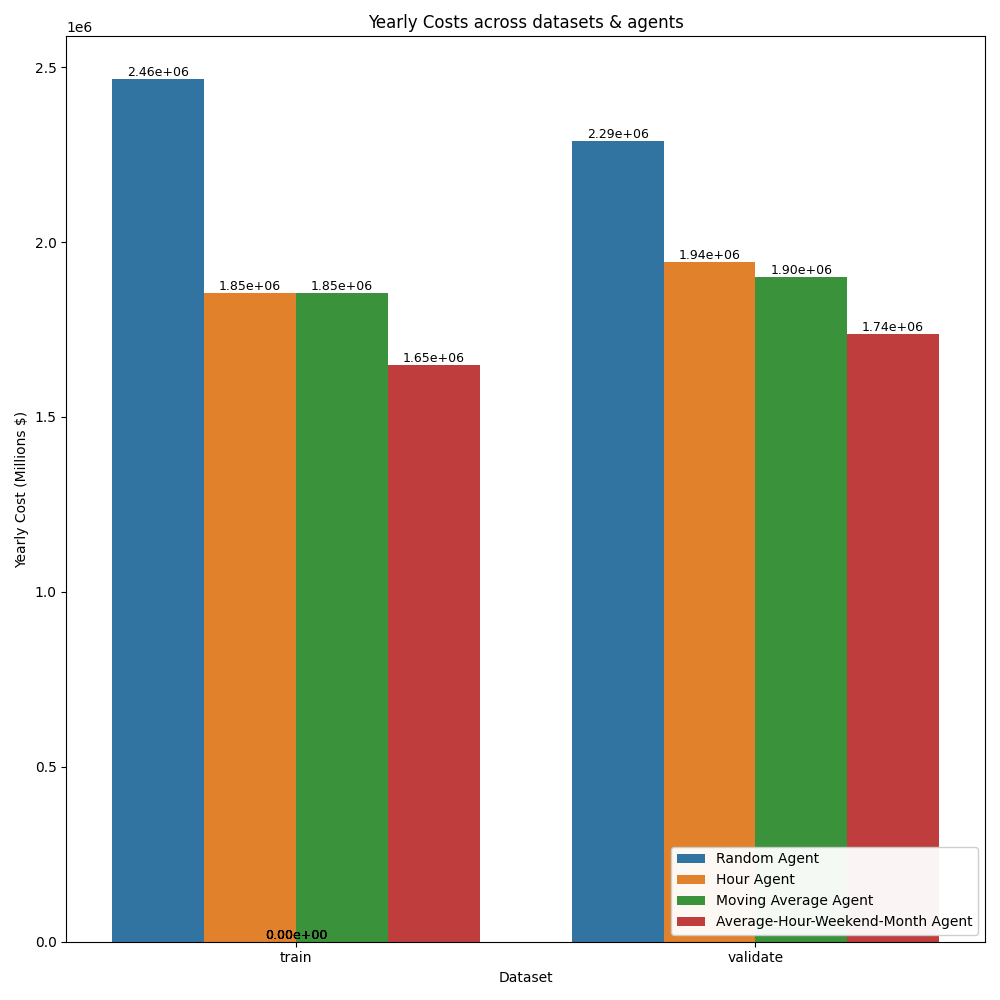 Yearly Costs across datasets & agents
1e6
2.5
2.0
1.5
1.0
0.5
0.0
Yearly Cost (Millions $)
2.46e+06
1.85e+06
1.85e+06
1.65e+06
0.00e+00
2.29e+06
1.94e+06
1.90e+06
1.74e+06
Random Agent
Hour Agent
Moving Average Agent
Average-Hour-Weekend-Month Agent
train
validate
Dataset